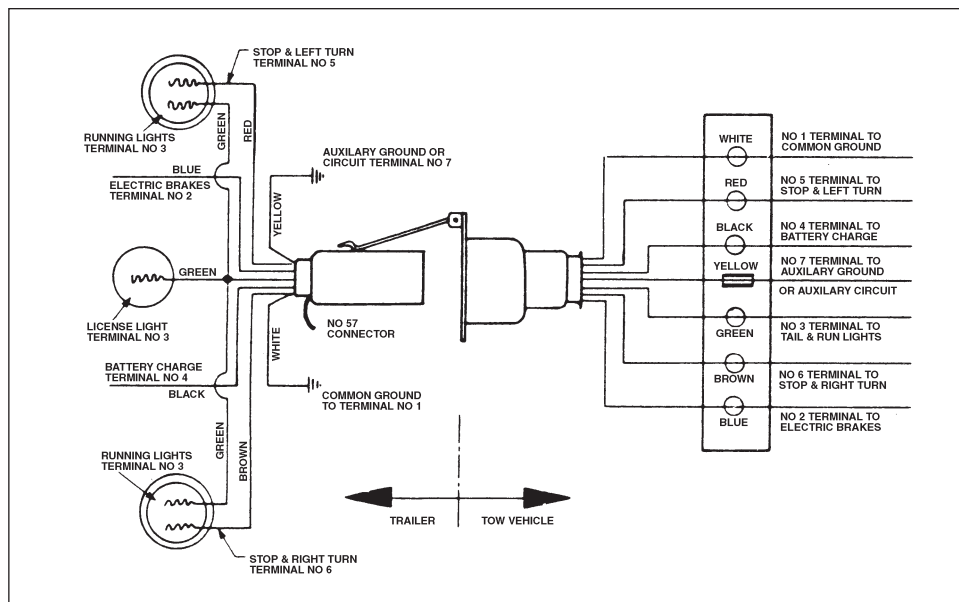 STOP & LEFT TURN
TERMINAL NO 5
RUNNING LIGHTS
TERMINAL NO 3
GREEN
RED
BLUE
ELECTRIC BRAKES
TERMINAL NO 2
AUXILARY GROUND OR
CIRCUIT TERMINAL NO 7
YELLOW
GREEN
LICENSE LIGHT
TERMINAL NO 3
NO 57
CONNECTOR
WHITE
BATTERY CHARGE
TERMINAL NO 4
BLACK
COMMON GROUND
TO TERMINAL NO 1
GREEN
BROWN
RUNNING LIGHTS
TERMINAL NO 3
STOP & RIGHT TURN
TERMINAL NO 6
TRAILER
TOW VEHICLE
WHITE
NO 1 TERMINAL TO
COMMON GROUND
RED
NO 5 TERMINAL TO
STOP & LEFT TURN
BLACK
NO 4 TERMINAL TO
BATTERY CHARGE
YELLOW
NO 7 TERMINAL TO
AUXILARY GROUND
OR AUXILARY CIRCUIT
GREEN
NO 3 TERMINAL TO
TAIL & RUN LIGHTS
BROWN
NO 6 TERMINAL TO
STOP & RIGHT TURN
BLUE
NO 2 TERMINAL TO
ELECTRIC BRAKES